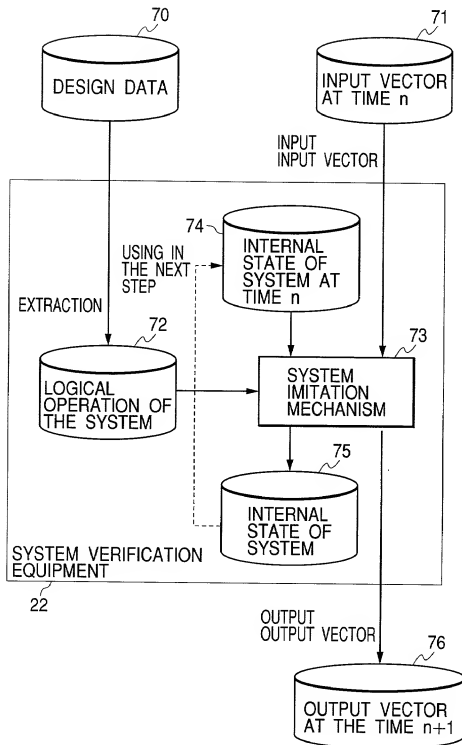 70
DESIGN DATA
71
INPUT VECTOR
AT TIME n
INPUT
INPUT VECTOR
74
INTERNAL
STATE OF
SYSTEM AT
TIME n
USING IN
THE NEXT
STEP
EXTRACTION
72
LOGICAL
OPERATION OF
THE SYSTEM
73
SYSTEM
IMITATION
MECHANISM
75
INTERNAL
STATE OF
SYSTEM
SYSTEM VERIFICATION
EQUIPMENT
22
OUTPUT
OUTPUT VECTOR
76
OUTPUT VECTOR
AT THE TIME n+1